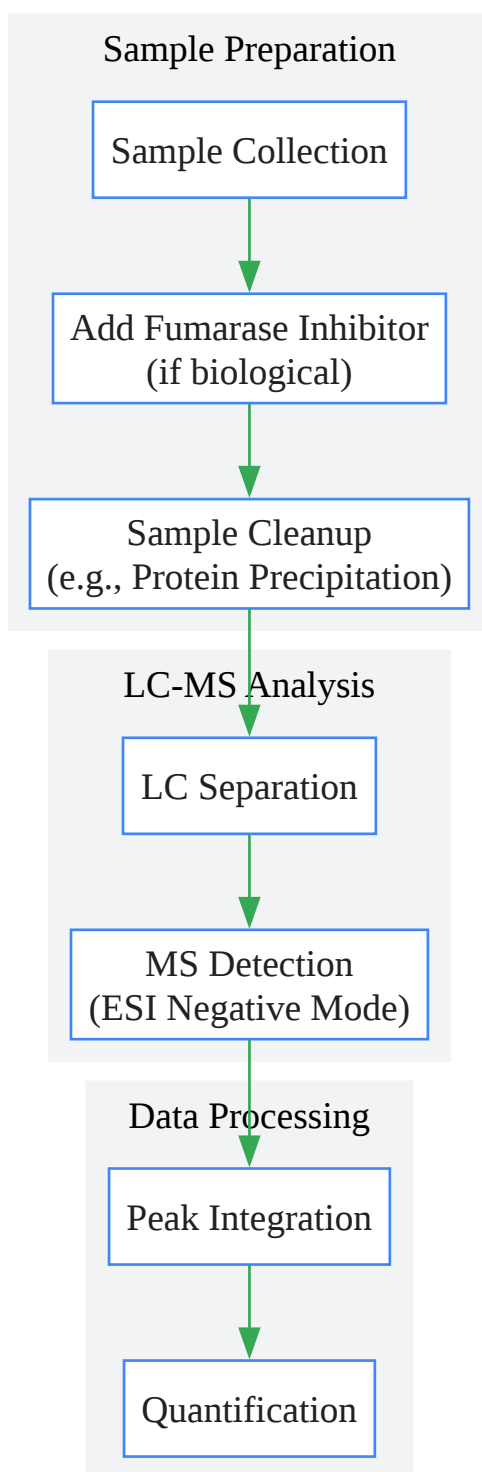 Sample Preparation
Sample Collection
Add Fumarase Inhibitor
(if biological)
Sample Cleanup
(e.g., Protein Precipitation)
LC-MS Analysis
LC Separation
MS Detection
(ESI Negative Mode)
Data Processing
Peak Integration
Quantification